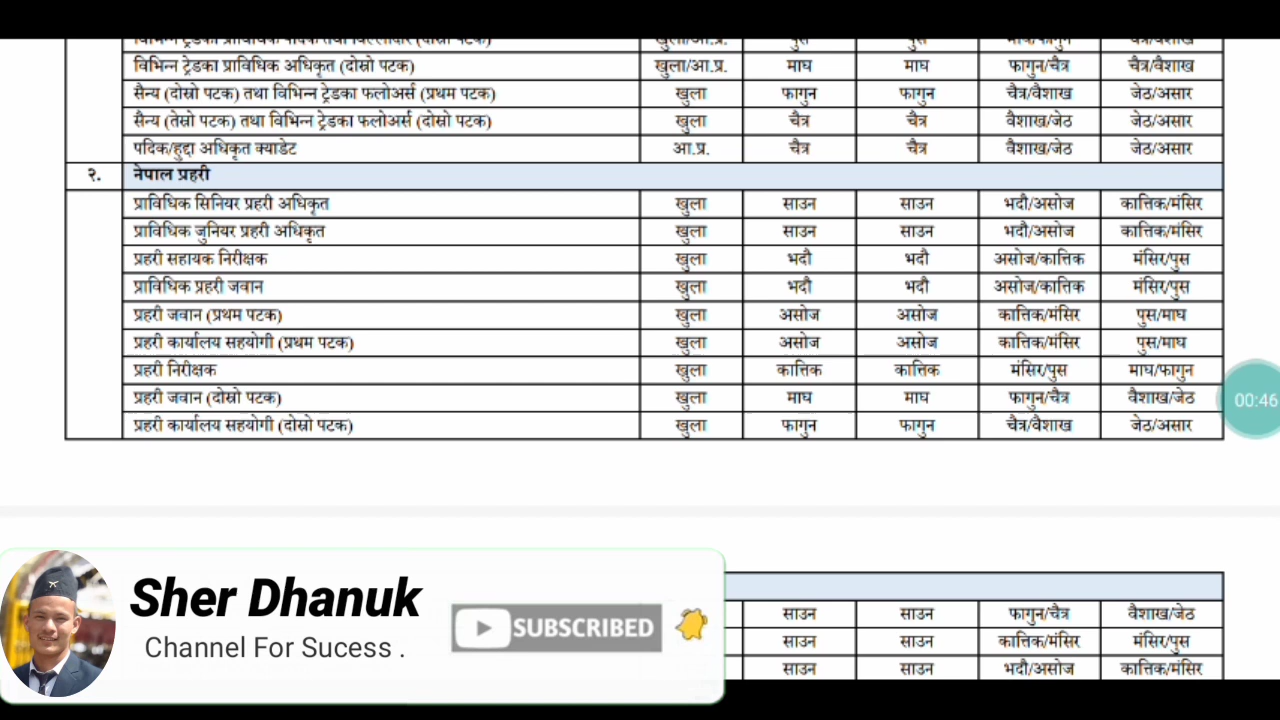 विभिन्न ट्रेडका प्राविधिक अधिकृत (दोस्रो पटक) खुला/आ.प्र. माघ माघ फागुन/चैत्र चैत्र/वैशाख
सैन्य (दोस्रो पटक) तथा विभिन्न ट्रेडका फलोअर्स (प्रथम पटक) खुला फागुन फागुन चैत्र/वैशाख जेठ/असार
सैन्य (तेस्रो पटक) तथा विभिन्न ट्रेडका फलोअर्स (दोस्रो पटक) खुला चैत्र चैत्र वैशाख/जेठ जेठ/असार
पदिक/हुद्दा अधिकृत क्याडेट आ.प्र. चैत्र चैत्र वैशाख/जेठ जेठ/असार
२. नेपाल प्रहरी
प्राविधिक सिनियर प्रहरी अधिकृत खुला साउन साउन भदौ/असोज कात्तिक/मंसिर
प्राविधिक जुनियर प्रहरी अधिकृत खुला साउन साउन भदौ/असोज कात्तिक/मंसिर
प्रहरी सहायक निरीक्षक खुला भदौ भदौ असोज/कात्तिक मंसिर/पुस
प्राविधिक प्रहरी जवान खुला भदौ भदौ असोज/कात्तिक मंसिर/पुस
प्रहरी जवान (प्रथम पटक) खुला असोज असोज कात्तिक/मंसिर पुस/माघ
प्रहरी कार्यालय सहयोगी (प्रथम पटक) खुला असोज असोज कात्तिक/मंसिर पुस/माघ
प्रहरी निरीक्षक खुला कात्तिक कात्तिक मंसिर/पुस माघ/फागुन
प्रहरी जवान (दोस्रो पटक) खुला माघ माघ फागुन/चैत्र वैशाख/जेठ
प्रहरी कार्यालय सहयोगी (दोस्रो पटक) खुला फागुन फागुन चैत्र/वैशाख जेठ/असार
00:46
साउन साउन फागुन/चैत्र वैशाख/जेठ
साउन साउन कात्तिक/मंसिर मंसिर/पुस
साउन साउन भदौ/असोज कात्तिक/मंसिर
Sher Dhanuk
Channel For Sucess .
SUBSCRIBED